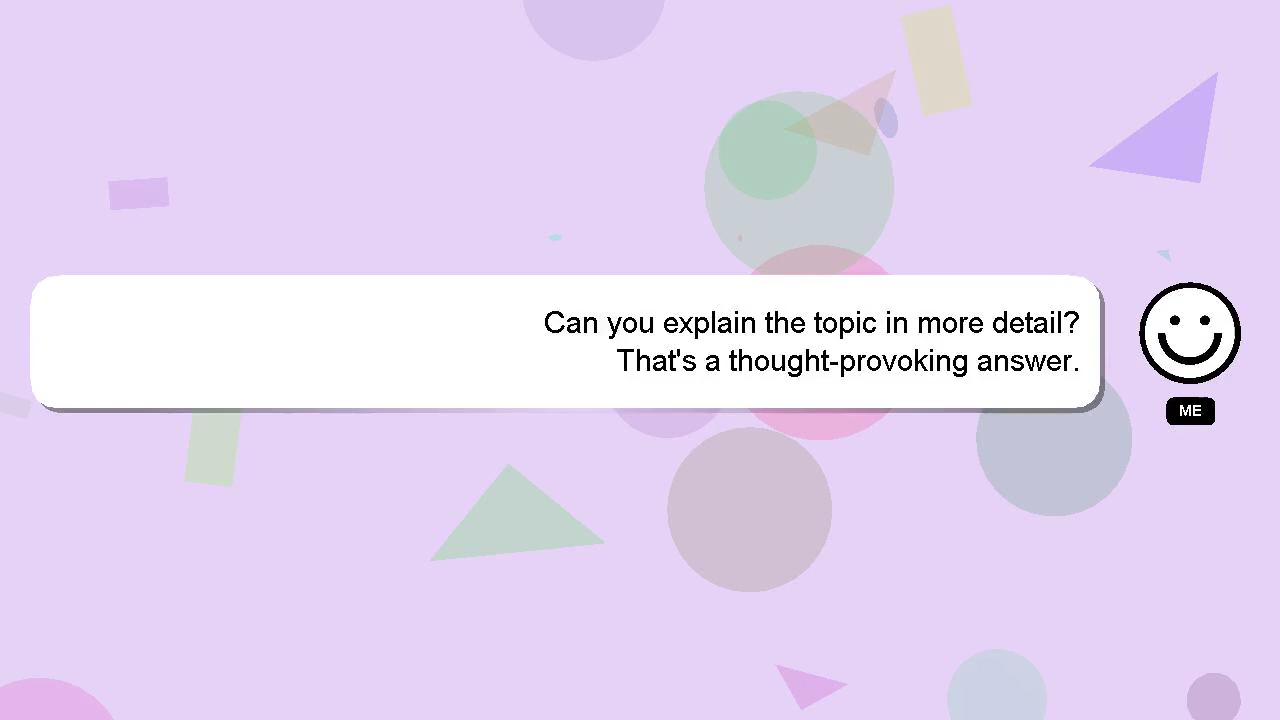 Can you explain the topic in more detail?
That's a thought-provoking answer.
ME